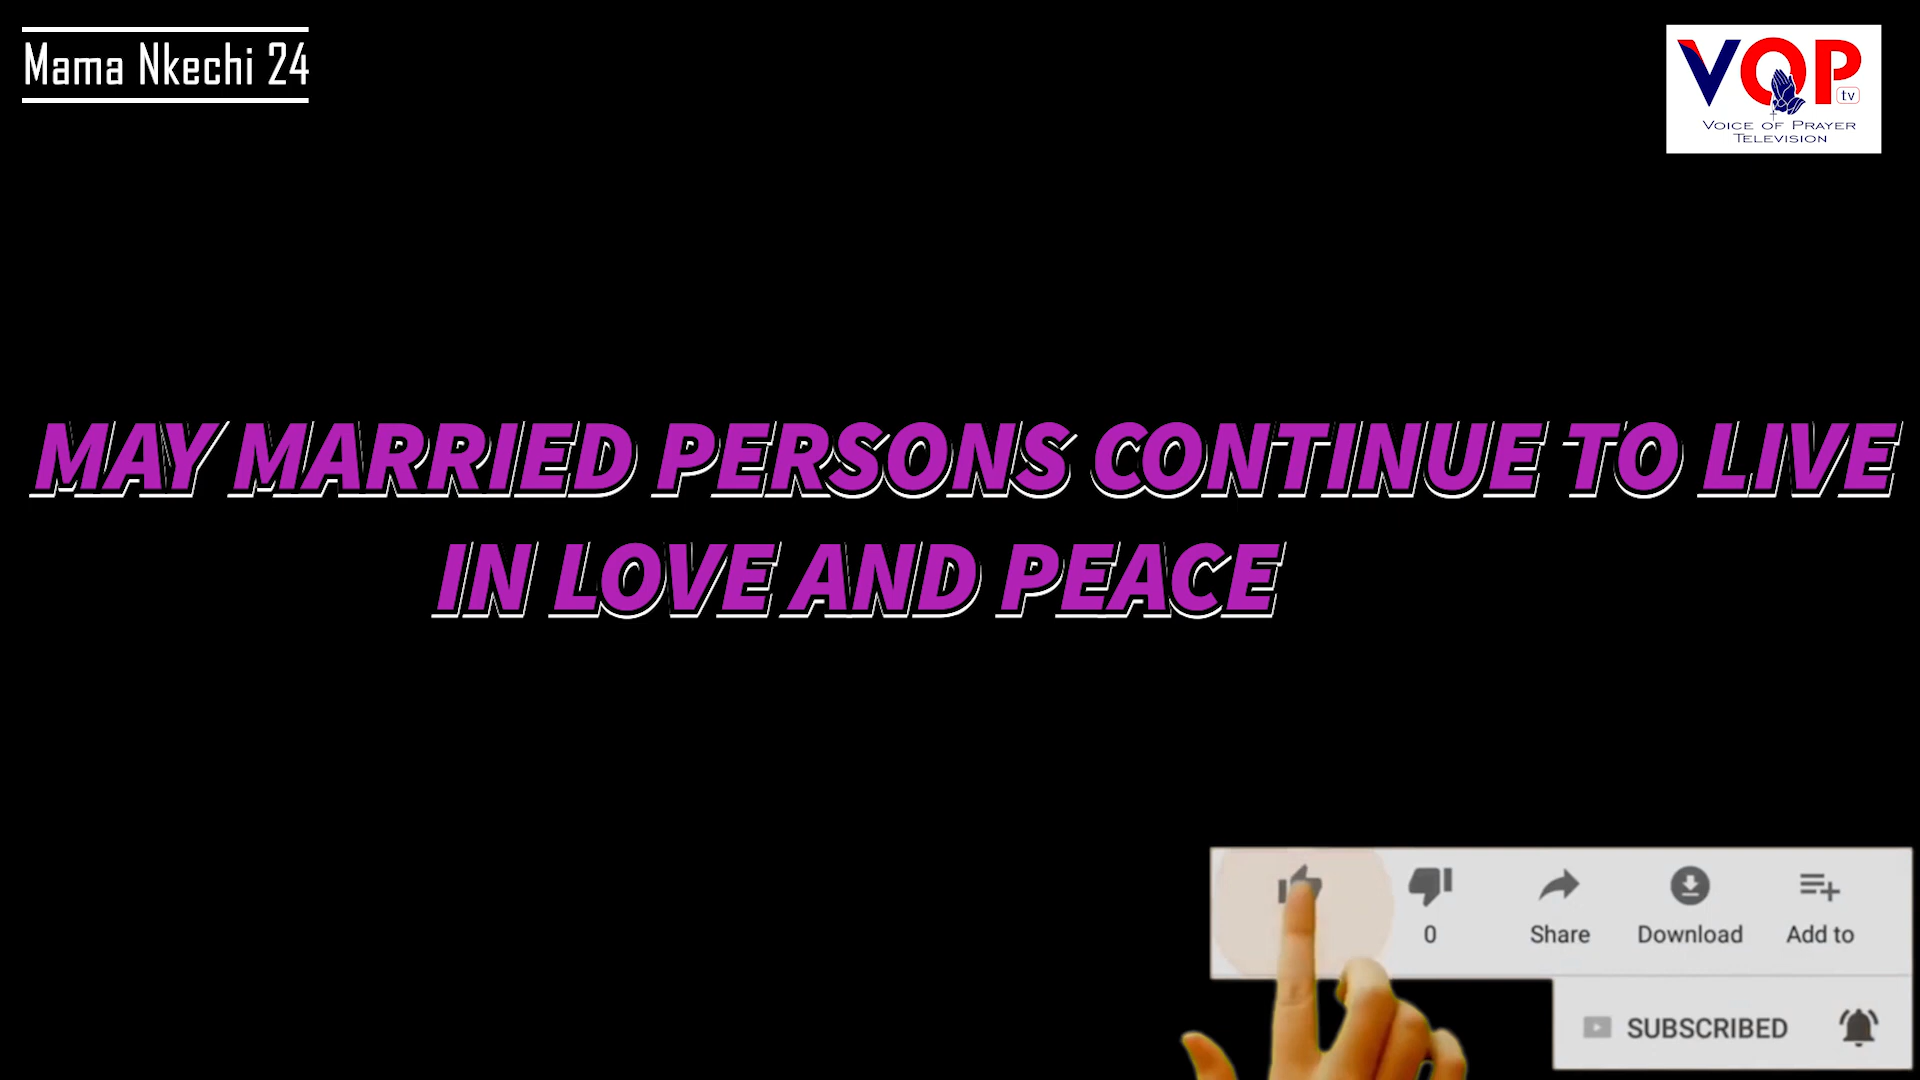 Mama Nkechi 24
VOP
tv
Voice of Prayer
Television
MAY MARRIED PERSONS CONTINUE TO LIVE
IN LOVE AND PEACE
0
Share
Download
Add to
SUBSCRIBED